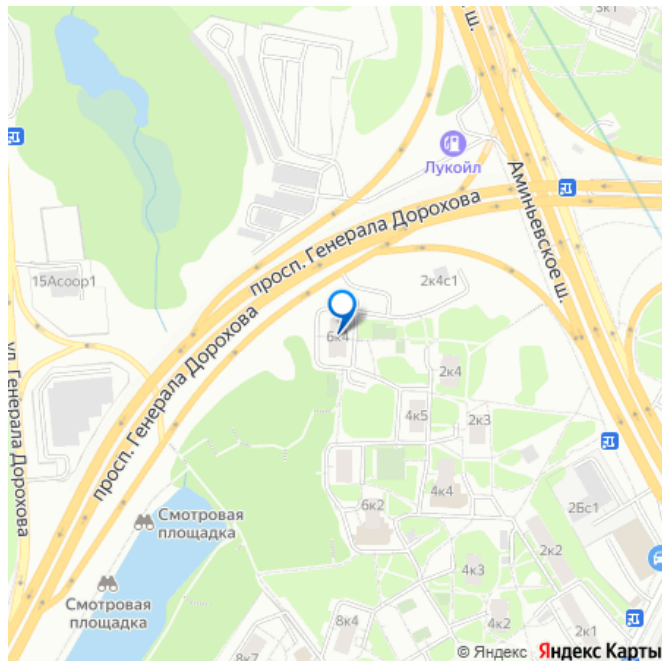 3к1
ш.
Лукойл
Аминьевское ш.
просп. Генерала Дорохова
15Асоор1
2к4с1
6к4
просп. Генерала Дорохова
ул. Генерала Дорохова
2к4
4к5
2к3
4к4
6к2
2Бс1
Смотровая
площадка
2к2
4к3
Смотровая
площадка
8к4
4к2
2к1
8к7
© Яндекс Яндекс Карты